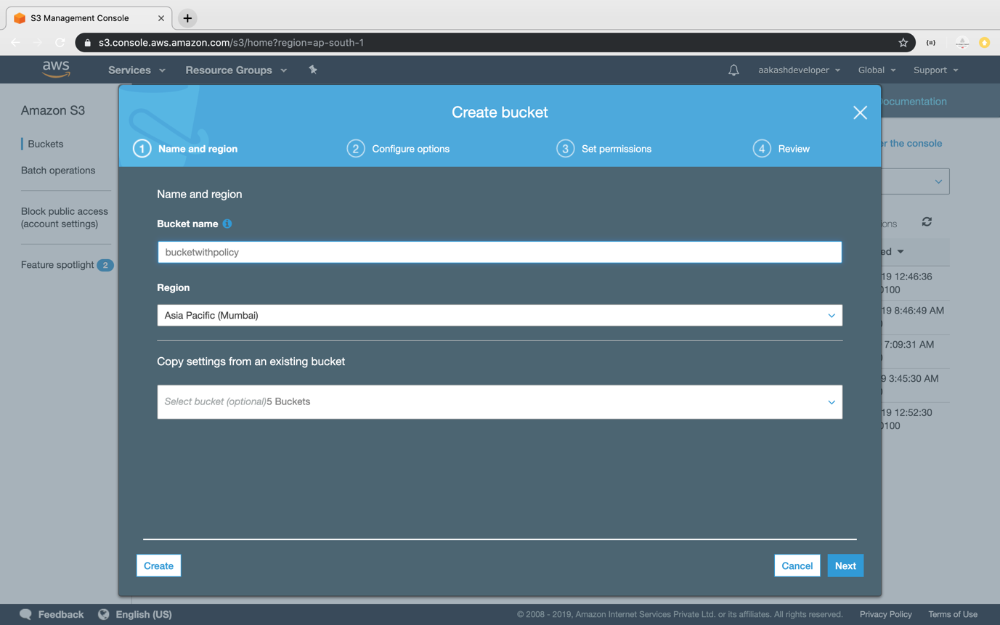 S3 Management Console
s3.console.aws.amazon.com/s3/home?region=ap-south-1
aws Services Resource Groups aakashdeveloper Global Support
Amazon S3
Buckets
Batch operations
Block public access
(account settings)
Feature spotlight 2
Create bucket
1 Name and region 2 Configure options 3 Set permissions 4 Review
Name and region
Bucket name
bucketwithpolicy
Region
Asia Pacific (Mumbai)
Copy settings from an existing bucket
Select bucket (optional)5 Buckets
Create Cancel Next
ocumentation
er the console
ons
ed
19 12:46:36
0100
19 8:46:49 AM
7:09:31 AM
9 3:45:30 AM
19 12:52:30
0100
Feedback English (US) © 2008 - 2019, Amazon Internet Services Private Ltd. or its affiliates. All rights reserved. Privacy Policy Terms of Use